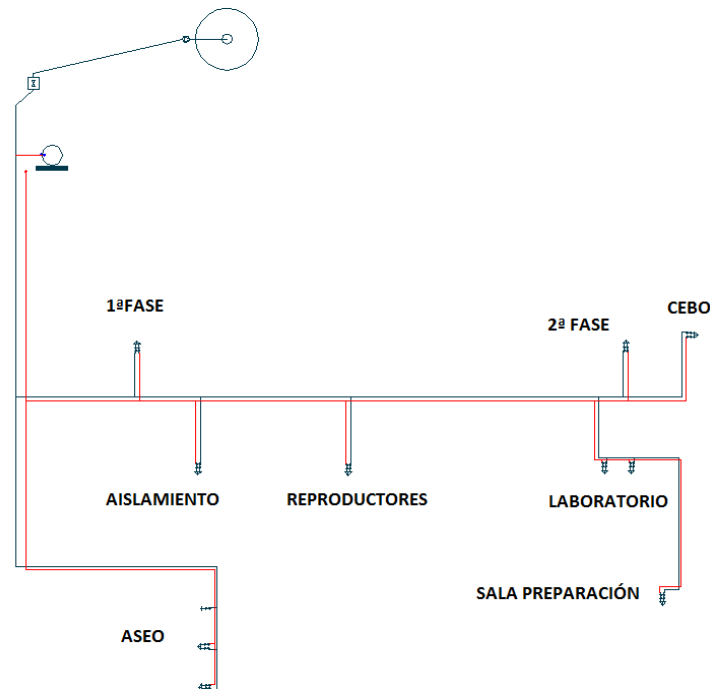 1ªFASE
CEBO
2ª FASE
AISLAMIENTO
REPRODUCTORES
LABORATORIO
SALA PREPARACIÓN
ASEO